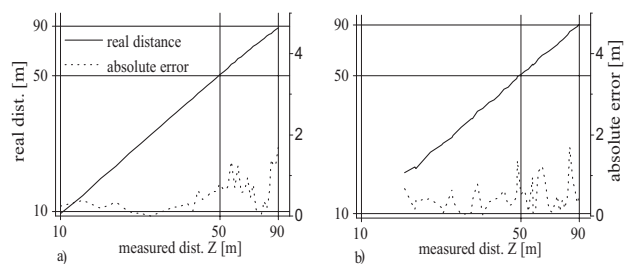 90
real distance
absolute error
50
10
real dist. [m]
4
2
0
10
50
90
a)
measured dist. Z [m]
90
50
10
4
2
0
absolute error [m]
10
50
90
b)
measured dist. Z [m]